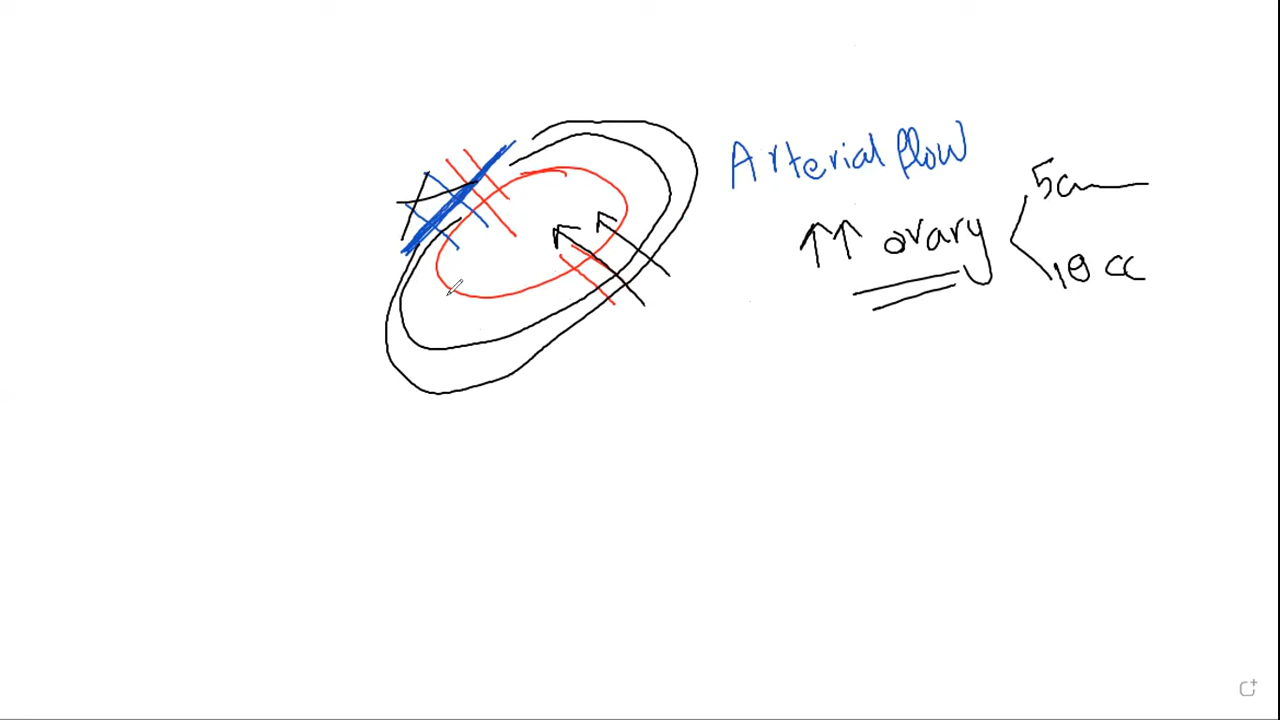 Arterial flow
5cm
↑↑ ovary
10 cc